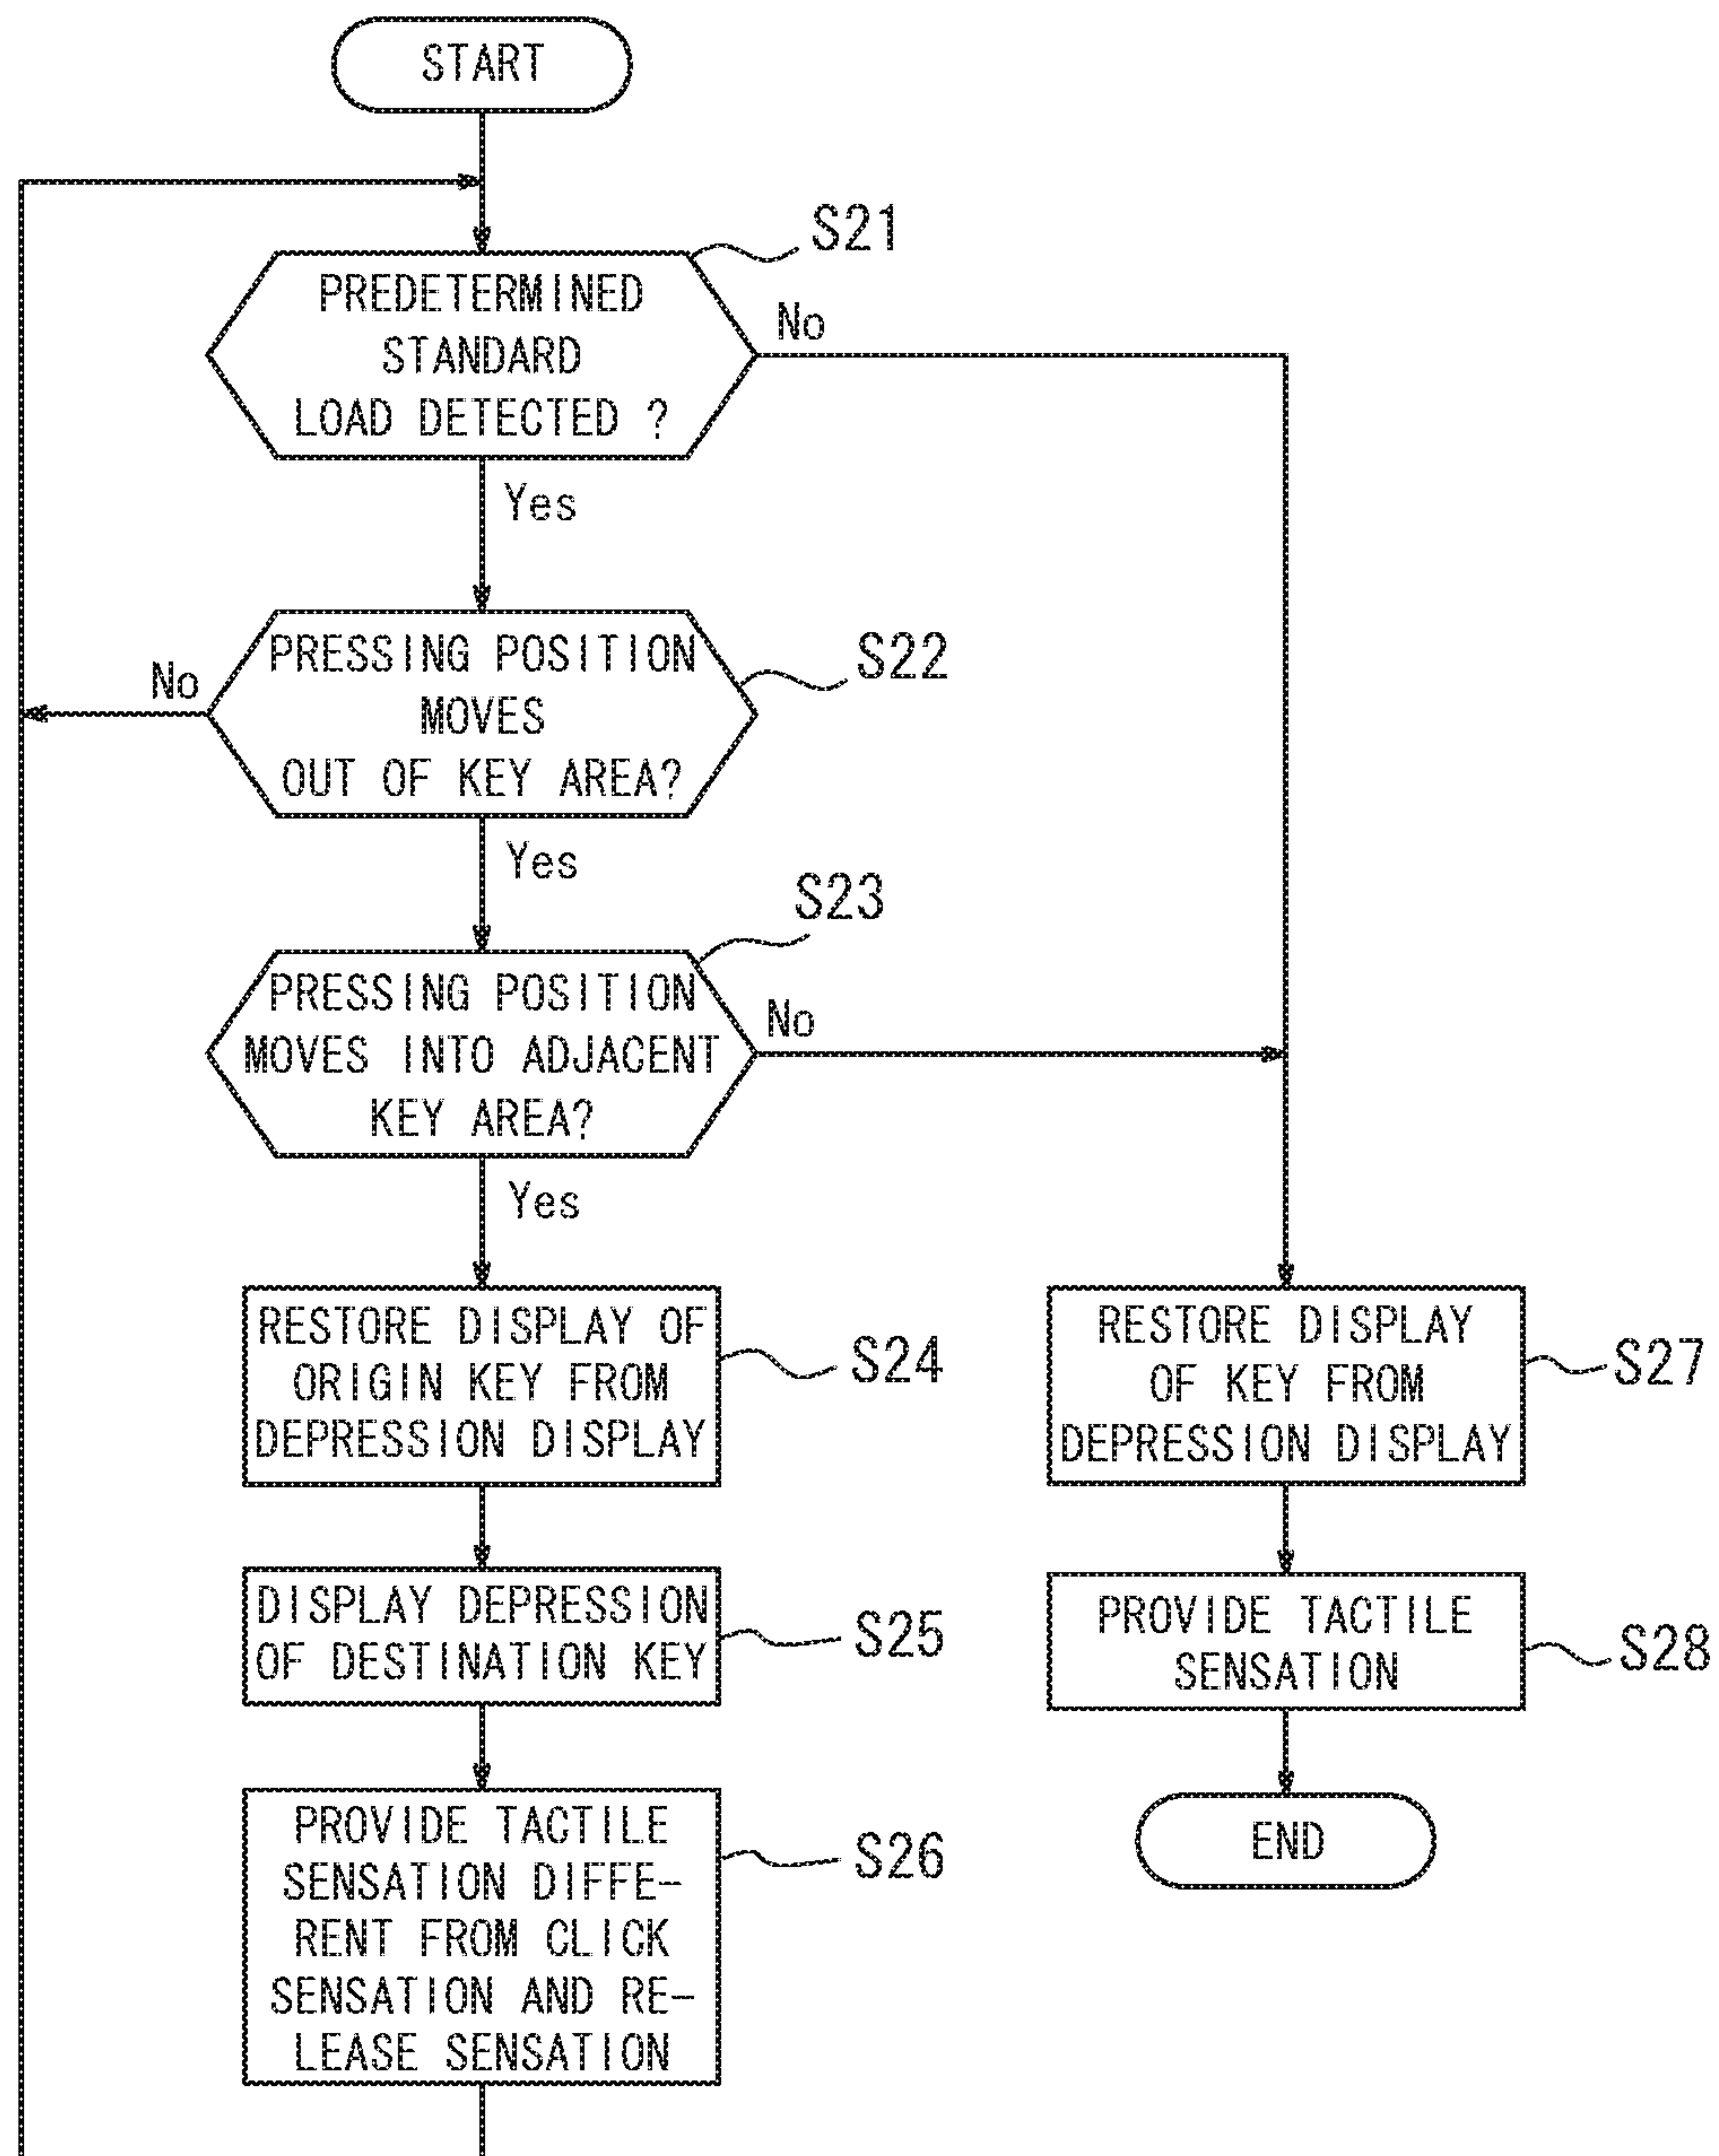 START
S21
PREDETERMINED
STANDARD
LOAD DETECTED ?
No
Yes
PRESSING POSITION
MOVES
OUT OF KEY AREA?
S22
No
Yes
S23
PRESSING POSITION
MOVES INTO ADJACENT
KEY AREA?
No
Yes
RESTORE DISPLAY OF
ORIGIN KEY FROM
DEPRESSION DISPLAY
S24
RESTORE DISPLAY
OF KEY FROM
DEPRESSION DISPLAY
S27
DISPLAY DEPRESSION
OF DESTINATION KEY
S25
PROVIDE TACTILE
SENSATION
S28
PROVIDE TACTILE
SENSATION DIFFE-
RENT FROM CLICK
SENSATION AND RE-
LEASE SENSATION
S26
END